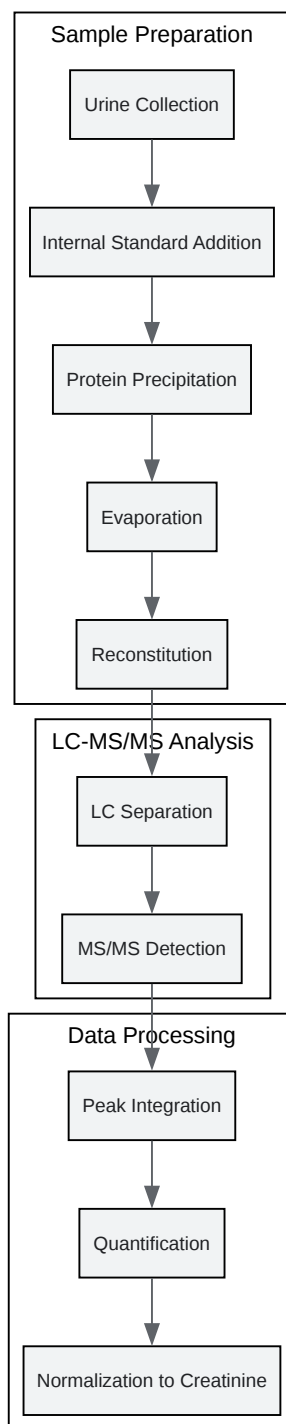 Sample Preparation
Urine Collection
Internal Standard Addition
Protein Precipitation
Evaporation
Reconstitution
LC-MS/MS Analysis
LC Separation
MS/MS Detection
Data Processing
Peak Integration
Quantification
Normalization to Creatinine